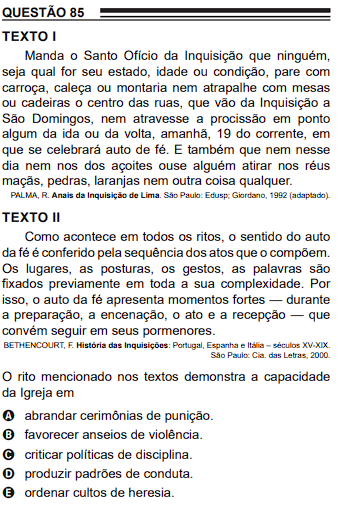 QUESTÃO 85
TEXTO I
Manda o Santo Ofício da Inquisição que ninguém,
seja qual for seu estado, idade ou condição, pare com
carroça, caleça ou montaria nem atrapalhe com mesas
ou cadeiras o centro das ruas, que vão da Inquisição a
São Domingos, nem atravesse a procissão em ponto
algum da ida ou da volta, amanhã, 19 do corrente, em
que se celebrará auto de fé. E também que nem nesse
dia nem nos dos açoites ouse alguém atirar nos réus
maçãs, pedras, laranjas nem outra coisa qualquer.
PALMA, R. Anais da Inquisição de Lima. São Paulo: Edusp; Giordano, 1992 (adaptado).
TEXTO II
Como acontece em todos os ritos, o sentido do auto
da fé é conferido pela sequência dos atos que o compõem.
Os lugares, as posturas, os gestos, as palavras são
fixados previamente em toda a sua complexidade. Por
isso, o auto da fé apresenta momentos fortes — durante
a preparação, a encenação, o ato e a recepção — que
convém seguir em seus pormenores.
BETHENCOURT, F. História das Inquisições: Portugal, Espanha e Itália – séculos XV-XIX.
São Paulo: Cia. das Letras, 2000.
O rito mencionado nos textos demonstra a capacidade
da Igreja em
A abrandar cerimônias de punição.
B favorecer anseios de violência.
C criticar políticas de disciplina.
D produzir padrões de conduta.
E ordenar cultos de heresia.